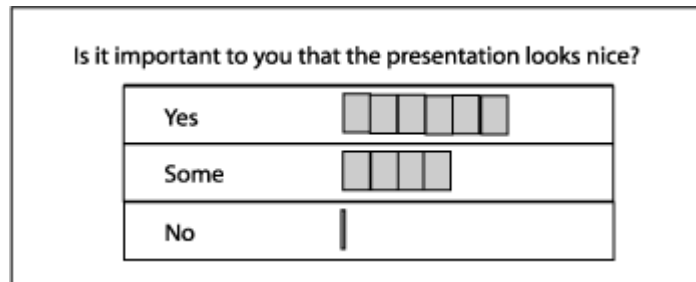 Is it important to you that the presentation looks nice?
Yes
Some
No